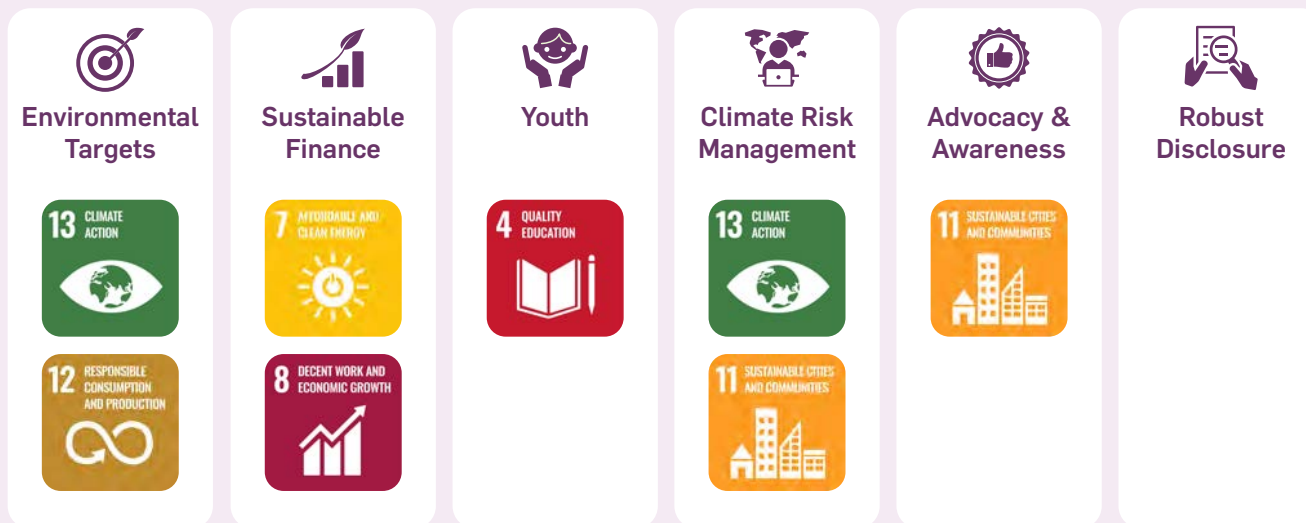 Environmental
Targets
13 CLIMATE
ACTION
12 RESPONSIBLE
CONSUMPTION
AND PRODUCTION
Sustainable
Finance
7 AFFORDABLE AND
CLEAN ENERGY
8 DECENT WORK AND
ECONOMIC GROWTH
Youth
4 QUALITY
EDUCATION
Climate Risk
Management
13 CLIMATE
ACTION
11 SUSTAINABLE CITIES
AND COMMUNITIES
Advocacy &
Awareness
11 SUSTAINABLE CITIES
AND COMMUNITIES
Robust
Disclosure